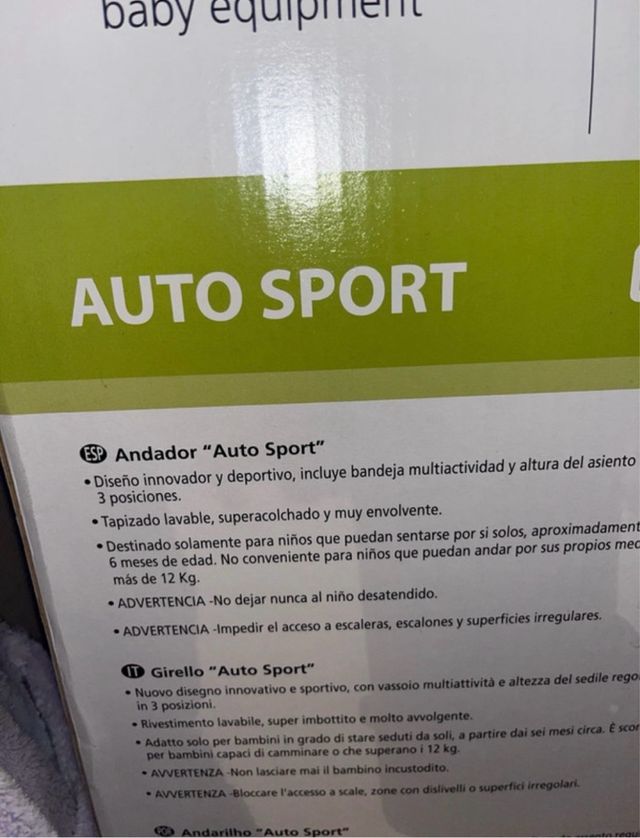 baby equipment
AUTO SPORT
ESP Andador "Auto Sport"
• Diseño innovador y deportivo, incluye bandeja multiactividad y altura del asiento
3 posiciones.
• Tapizado lavable, superacolchado y muy envolvente.
• Destinado solamente para niños que puedan sentarse por si solos, aproximadament
6 meses de edad. No conveniente para niños que puedan andar por sus propios med
más de 12 Kg.
• ADVERTENCIA -No dejar nunca al niño desatendido.
• ADVERTENCIA -Impedir el acceso a escaleras, escalones y superficies irregulares.
IT Girello "Auto Sport"
• Nuovo disegno innovativo e sportivo, con vassoio multiattività e altezza del sedile rego
in 3 posizioni.
• Rivestimento lavabile, super imbottito e molto avvolgente.
• Adatto solo per bambini in grado di stare seduti da soli, a partire dai sei mesi circa. È scon
per bambini capaci di camminare o che superano i 12 kg.
• AVVERTENZA -Non lasciare mai il bambino incustodito.
• AVVERTENZA -Bloccare l'accesso a scale, zone con dislivelli o superfici irregolari.
POR Andarilho "Auto Sport"